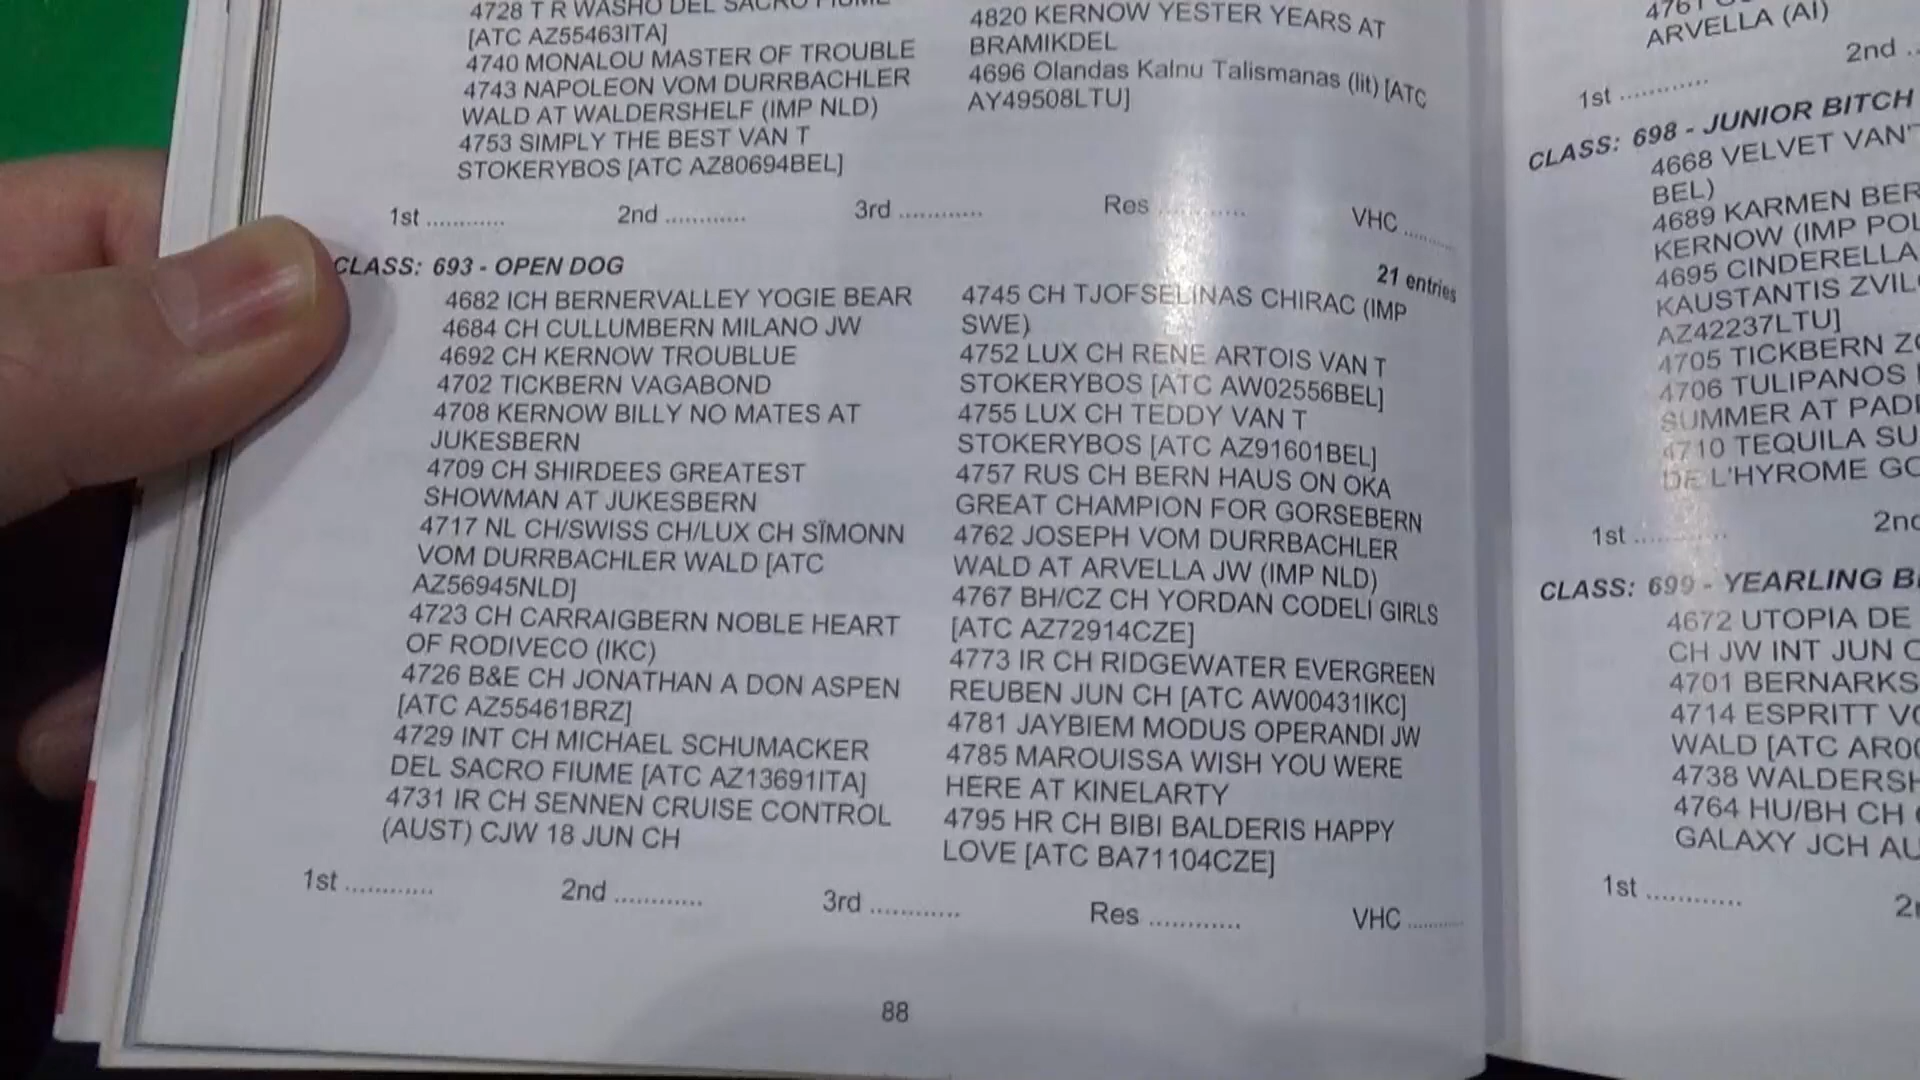 4728 T R WASHO DEL SACRO FIUME
[ATC AZ55463ITA]
4740 MONALOU MASTER OF TROUBLE
4743 NAPOLEON VOM DURRBACHLER
WALD AT WALDERSHELF (IMP NLD)
4753 SIMPLY THE BEST VAN T
STOKERYBOS [ATC AZ80694BEL]
4820 KERNOW YESTER YEARS AT
BRAMIKDEL
4696 Olandas Kalnu Talismanas (lit) [ATC
AY49508LTU]
1st ............ 2nd ............ 3rd ............ Res ............ VHC ............
CLASS: 693 - OPEN DOG
21 entries
4682 ICH BERNERVALLEY YOGIE BEAR
4684 CH CULLUMBERN MILANO JW
4692 CH KERNOW TROUBLUE
4702 TICKBERN VAGABOND
4708 KERNOW BILLY NO MATES AT
JUKESBERN
4709 CH SHIRDEES GREATEST
SHOWMAN AT JUKESBERN
4717 NL CH/SWISS CH/LUX CH SÏMONN
VOM DURRBACHLER WALD [ATC
AZ56945NLD]
4723 CH CARRAIGBERN NOBLE HEART
OF RODIVECO (IKC)
4726 B&E CH JONATHAN A DON ASPEN
[ATC AZ55461BRZ]
4729 INT CH MICHAEL SCHUMACKER
DEL SACRO FIUME [ATC AZ13691ITA]
4731 IR CH SENNEN CRUISE CONTROL
(AUST) CJW 18 JUN CH
4745 CH TJOFSELINAS CHIRAC (IMP
SWE)
4752 LUX CH RENE ARTOIS VAN T
STOKERYBOS [ATC AW02556BEL]
4755 LUX CH TEDDY VAN T
STOKERYBOS [ATC AZ91601BEL]
4757 RUS CH BERN HAUS ON OKA
GREAT CHAMPION FOR GORSEBERN
4762 JOSEPH VOM DURRBACHLER
WALD AT ARVELLA JW (IMP NLD)
4767 BH/CZ CH YORDAN CODELI GIRLS
[ATC AZ72914CZE]
4773 IR CH RIDGEWATER EVERGREEN
REUBEN JUN CH [ATC AW00431IKC]
4781 JAYBIEM MODUS OPERANDI JW
4785 MAROUISSA WISH YOU WERE
HERE AT KINELARTY
4795 HR CH BIBI BALDERIS HAPPY
LOVE [ATC BA71104CZE]
1st ............ 2nd ............ 3rd ............ Res ............ VHC ............
88
4761
ARVELLA (AI)
1st ............ 2nd ..
CLASS: 698 - JUNIOR BITCH
4668 VELVET VAN'T
BEL)
4689 KARMEN BER
KERNOW (IMP POL
4695 CINDERELLA
KAUSTANTIS ZVIL
AZ42237LTU]
4705 TICKBERN
4706 TULIPANOS
SUMMER AT PAD
4710 TEQUILA SU
DE L'HYROME GO
1st ............ 2nd
CLASS: 699 - YEARLING B
4672 UTOPIA DE
CH JW INT JUN
4701 BERNARKS
4714 ESPRITT VO
WALD [ATC AR00
4738 WALDERSH
4764 HU/BH CH
GALAXY JCH AU
1st ............